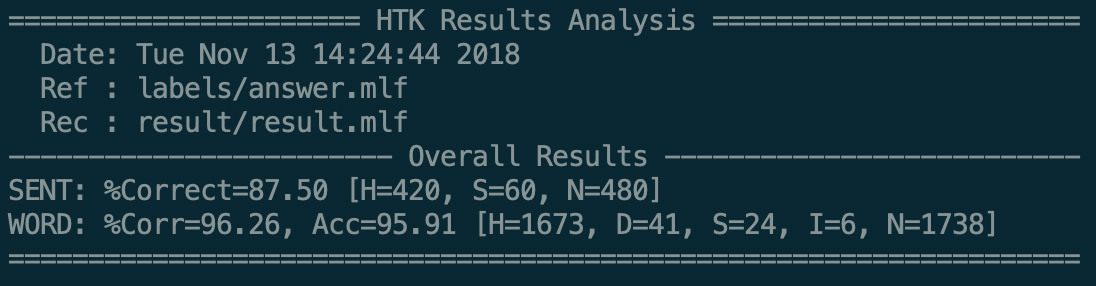 ====================== HTK Results Analysis =======================
  Date: Tue Nov 13 14:24:44 2018
  Ref : labels/answer.mlf
  Rec : result/result.mlf
------------------------ Overall Results --------------------------
SENT: %Correct=87.50 [H=420, S=60, N=480]
WORD: %Corr=96.26, Acc=95.91 [H=1673, D=41, S=24, I=6, N=1738]
===================================================================